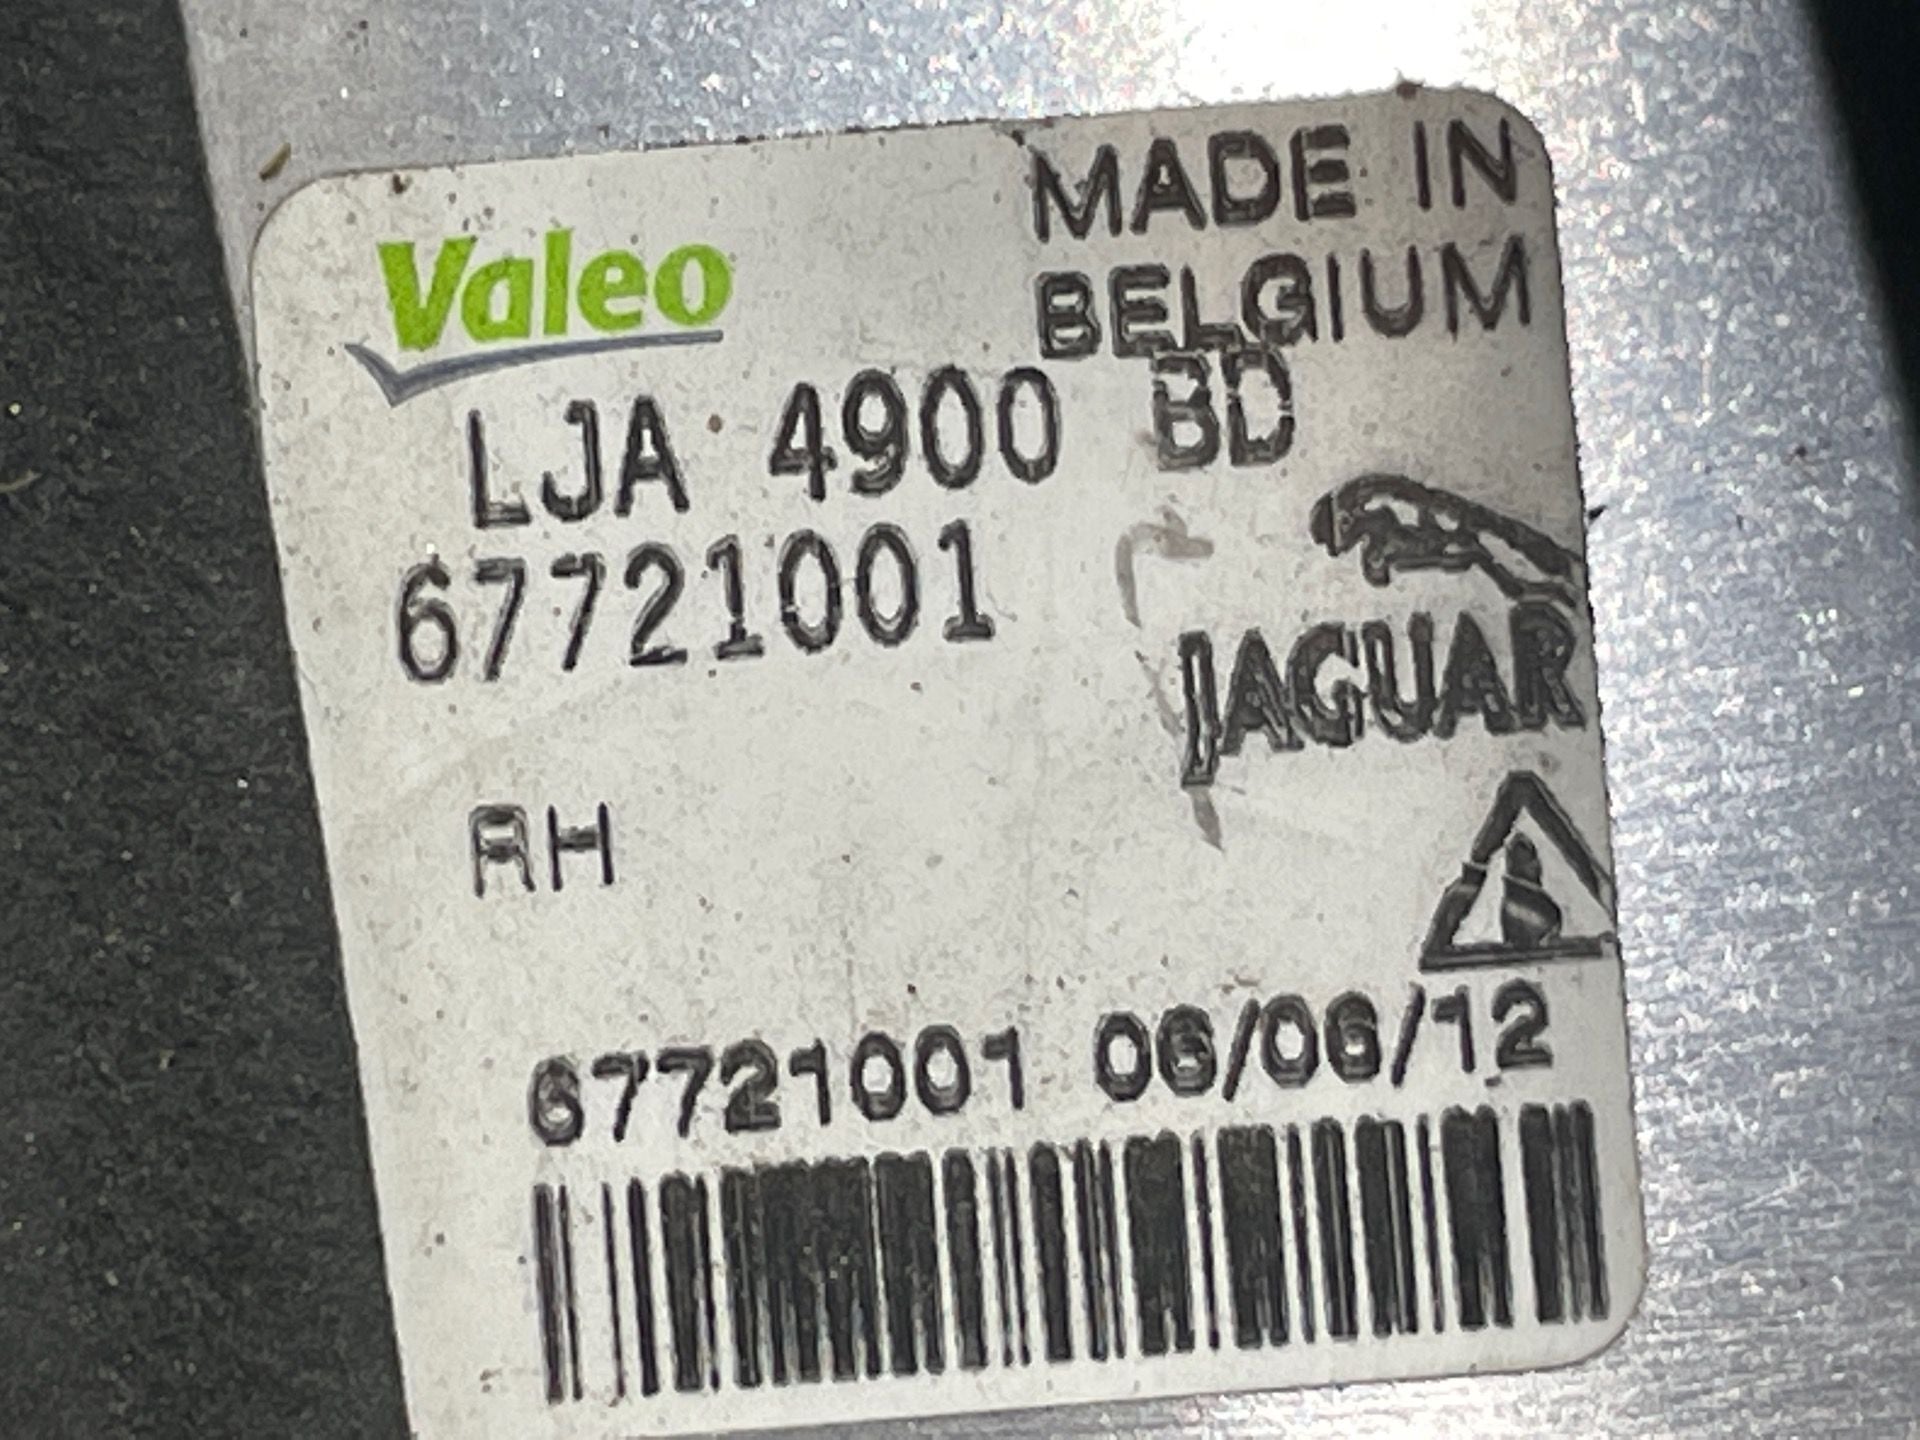 Valeo
MADE IN
BELGIUM
LJA 4900 BD
67721001
JAGUAR
RH
67721001 06/06/12